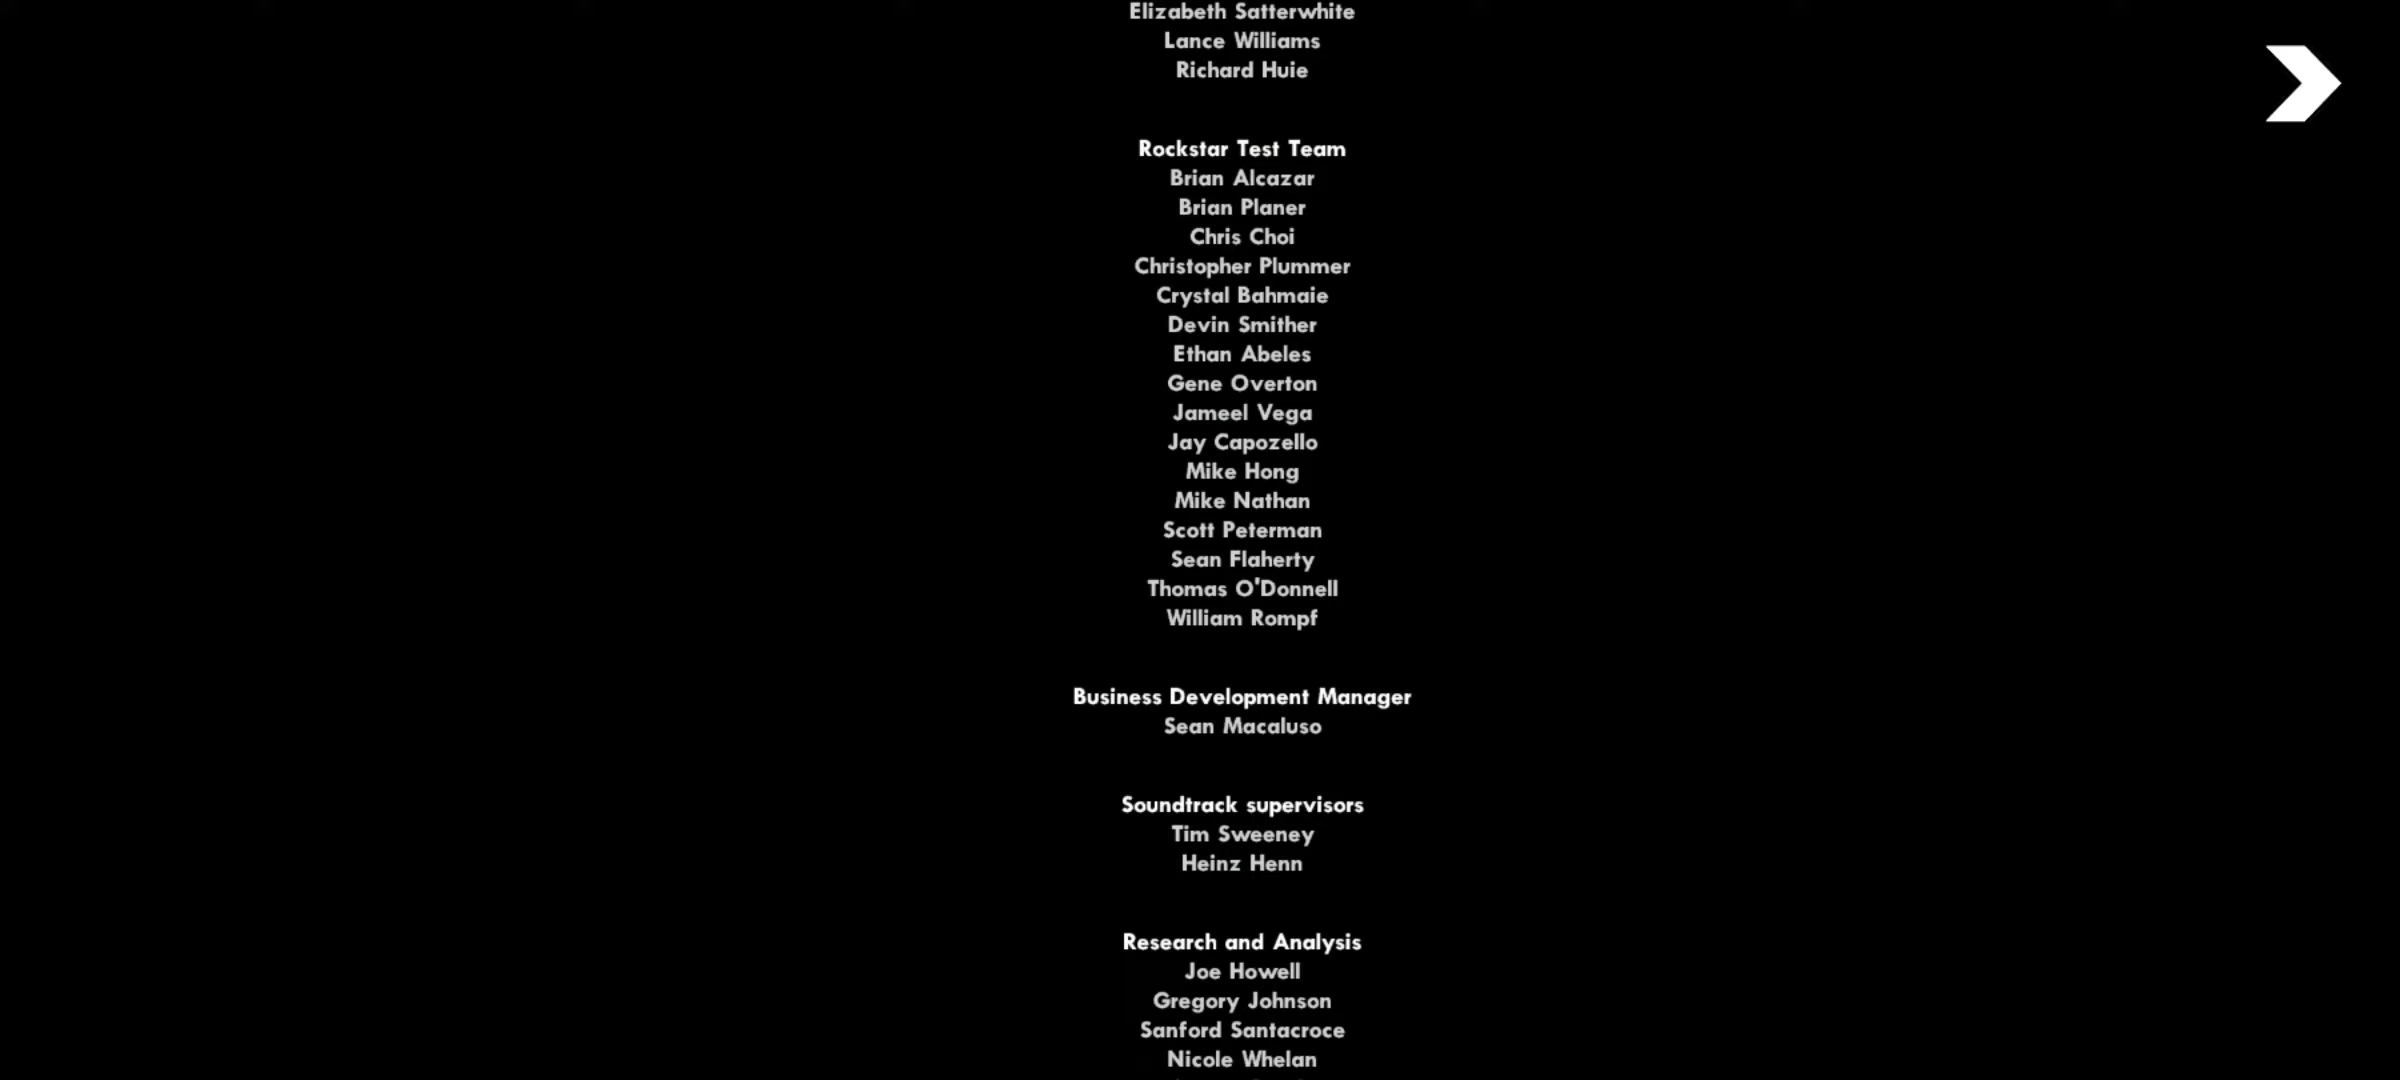 Elizabeth Satterwhite
Lance Williams
Richard Huie
Rockstar Test Team
Brian Alcazar
Brian Planer
Chris Choi
Christopher Plummer
Crystal Bahmaie
Devin Smither
Ethan Abeles
Gene Overton
Jameel Vega
Jay Capozello
Mike Hong
Mike Nathan
Scott Peterman
Sean Flaherty
Thomas O'Donnell
William Rompf
Business Development Manager
Sean Macaluso
Soundtrack supervisors
Tim Sweeney
Heinz Henn
Research and Analysis
Joe Howell
Gregory Johnson
Sanford Santacroce
Nicole Whelan